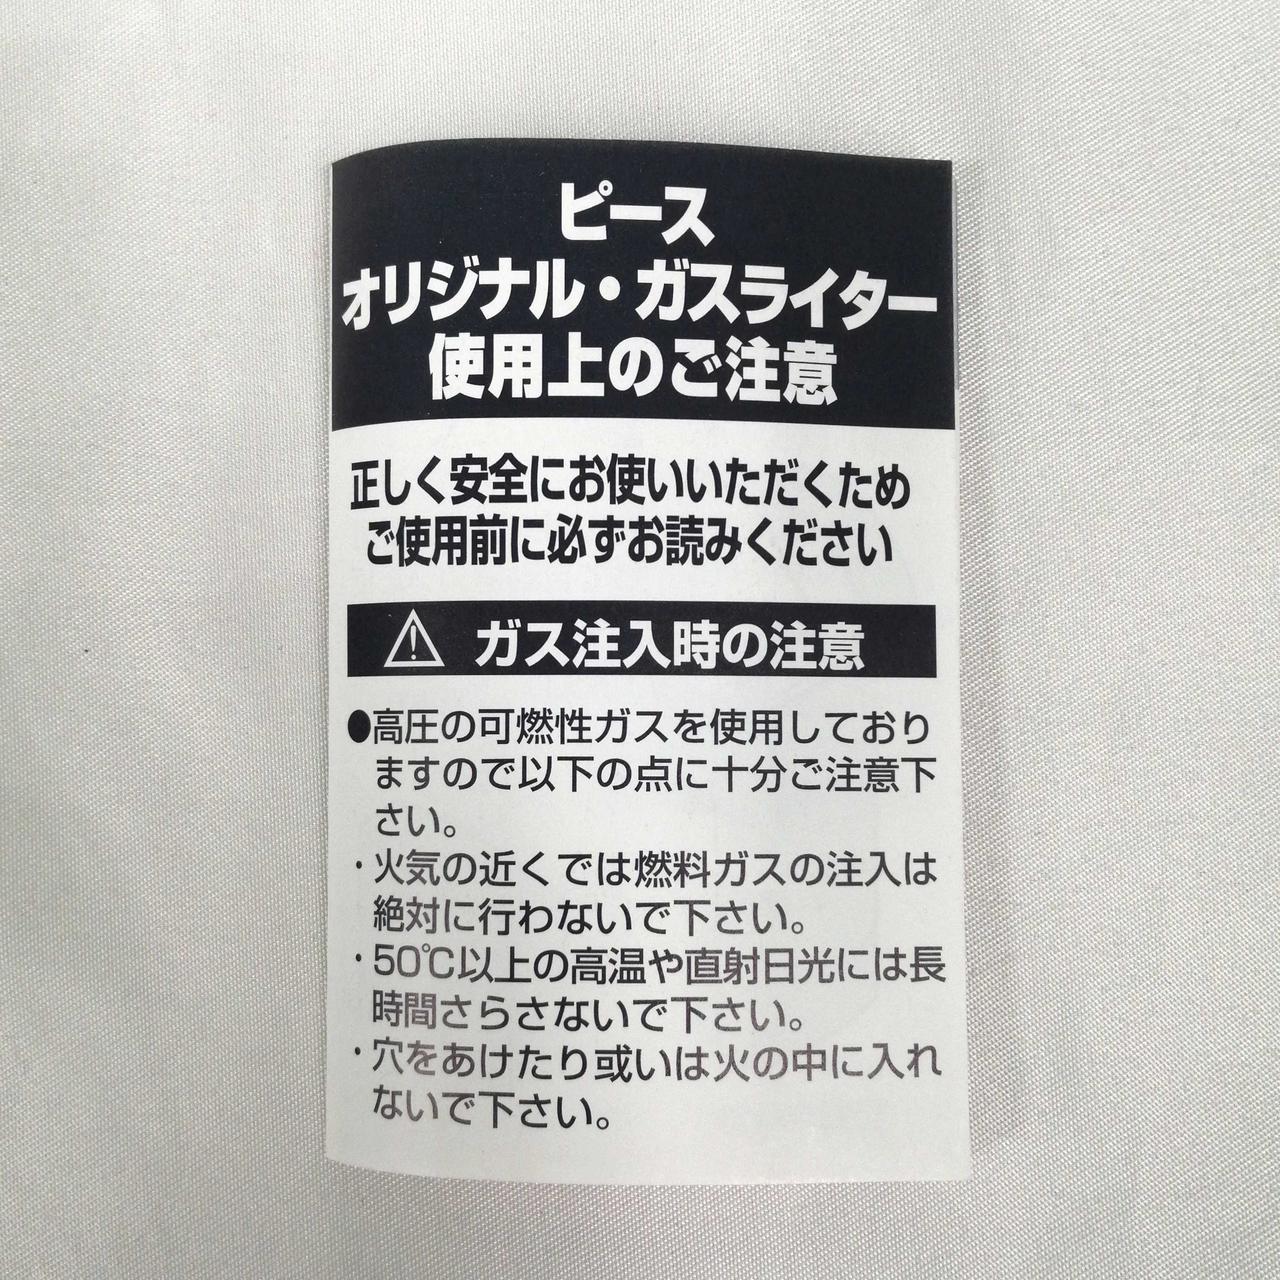 ピース
オリジナル・ガスライター
使用上のご注意
正しく安全にお使いいただくため
ご使用前に必ずお読みください
ガス注入時の注意
●高圧の可燃性ガスを使用しており
ますので以下の点に十分ご注意下
さい。
・火気の近くでは燃料ガスの注入は
絶対に行わないで下さい。
・50℃以上の高温や直射日光には長
時間さらさないで下さい。
・穴をあけたり或いは火の中に入れ
ないで下さい。